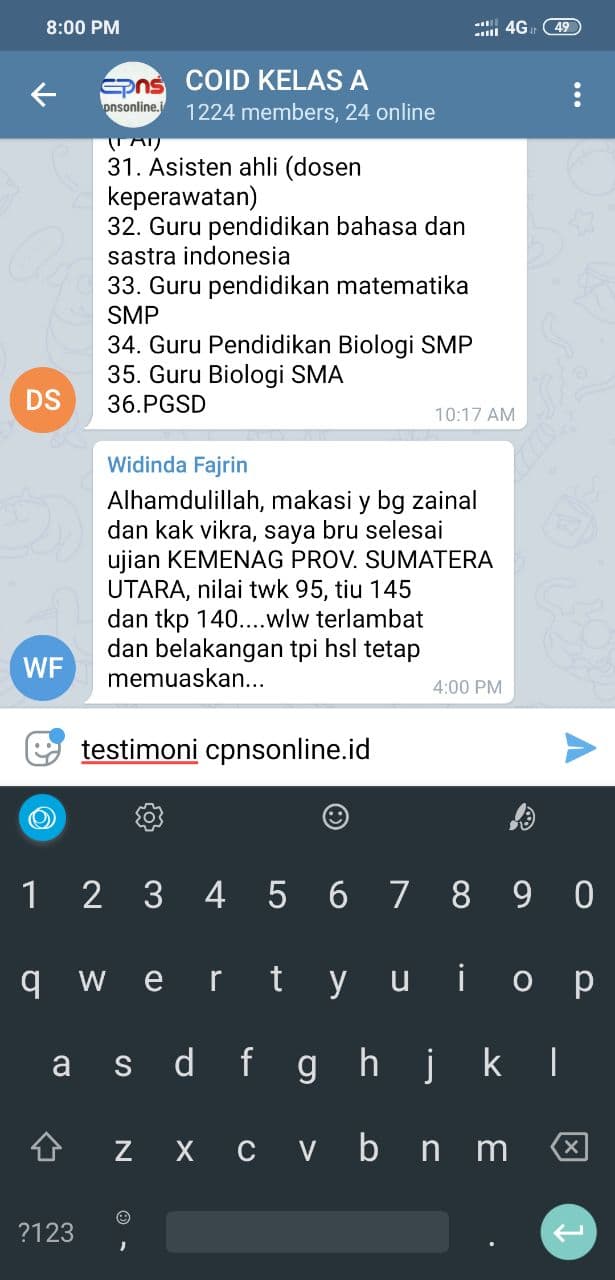 8:00 PM 4G 49
COID KELAS A
1224 members, 24 online
cpns
pnsonline.i
(PAI)
31. Asisten ahli (dosen
keperawatan)
32. Guru pendidikan bahasa dan
sastra indonesia
33. Guru pendidikan matematika
SMP
34. Guru Pendidikan Biologi SMP
35. Guru Biologi SMA
36.PGSD
10:17 AM
DS
Widinda Fajrin
Alhamdulillah, makasi y bg zainal
dan kak vikra, saya bru selesai
ujian KEMENAG PROV. SUMATERA
UTARA, nilai twk 95, tiu 145
dan tkp 140....wlw terlambat
dan belakangan tpi hsl tetap
memuaskan...
4:00 PM
WF
testimoni cpnsonline.id
1 2 3 4 5 6 7 8 9 0
q w e r t y u i o p
a s d f g h j k l
z x c v b n m
?123 , .